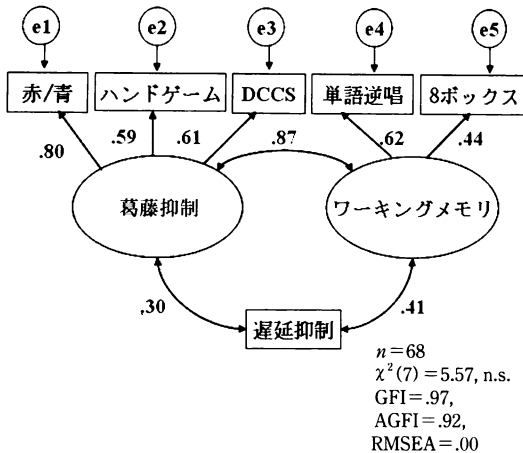 e1 e2 e3 e4 e5
赤/青 ハンドゲーム DCCS 単語逆唱 8ボックス
.80 .59 .61 .87 .62 .44
葛藤抑制 ワーキングメモリ
.30 .41
遅延抑制
n=68
χ²(7)=5.57, n.s.
GFI=.97,
AGFI=.92,
RMSEA=.00